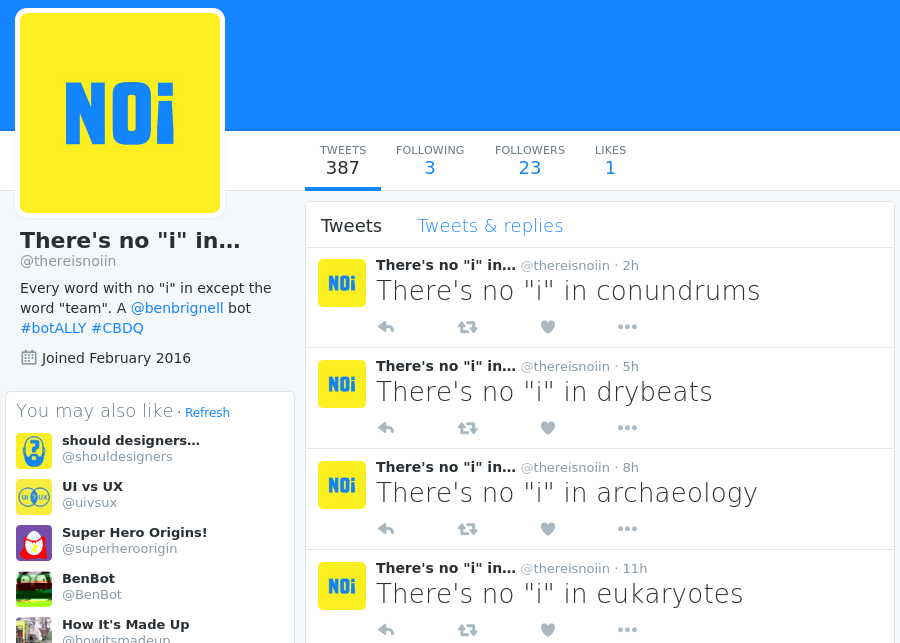 NOi
TWEETS FOLLOWING FOLLOWERS LIKES
387 3 23 1
There's no "i" in...
@thereisnoiin
Every word with no "i" in except the
word "team". A @benbrignell bot
#botALLY #CBDQ
Joined February 2016
You may also like · Refresh
should designers...
@shouldesigners
UI vs UX
@uivsux
Super Hero Origins!
@superheroorigin
BenBot
@BenBot
How It's Made Up
@howitsmadeup
Tweets Tweets & replies
NOi
There's no "i" in... @thereisnoiin · 2h
There's no "i" in conundrums
NOi
There's no "i" in... @thereisnoiin · 5h
There's no "i" in drybeats
NOi
There's no "i" in... @thereisnoiin · 8h
There's no "i" in archaeology
NOi
There's no "i" in... @thereisnoiin · 11h
There's no "i" in eukaryotes